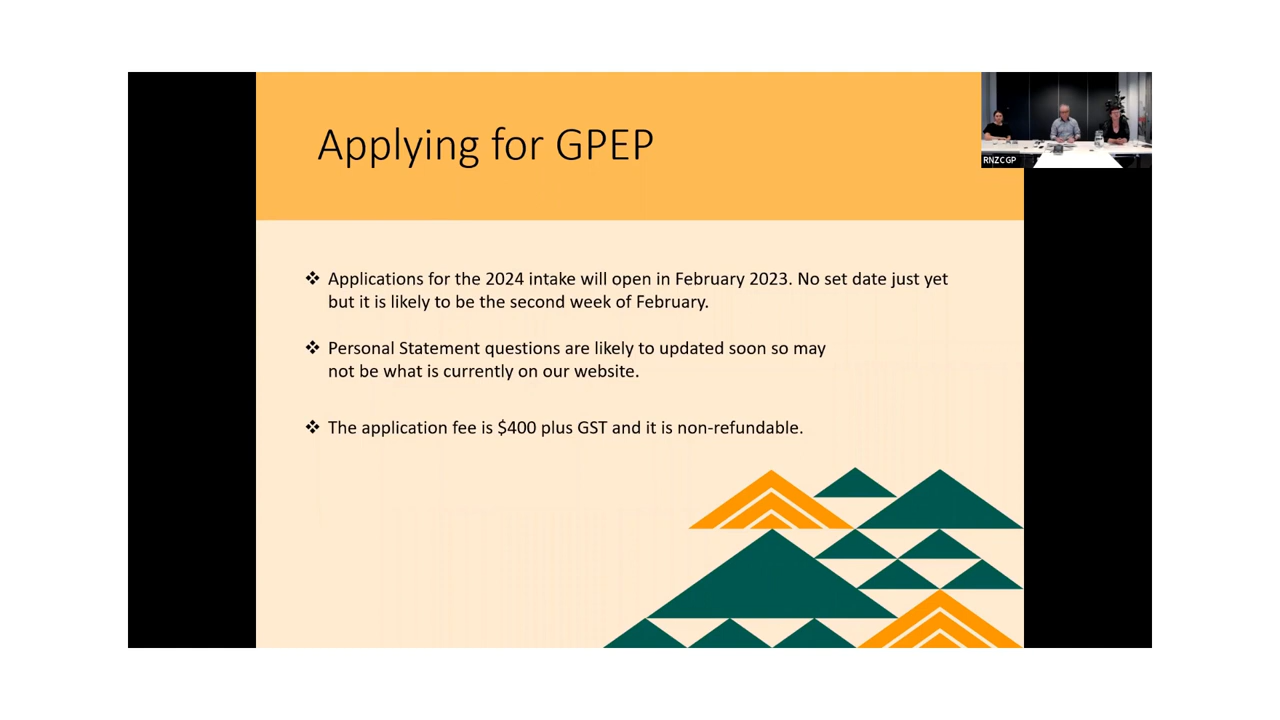 Applying for GPEP
RNZCGP
❖ Applications for the 2024 intake will open in February 2023. No set date just yet
but it is likely to be the second week of February.
❖ Personal Statement questions are likely to updated soon so may
not be what is currently on our website.
❖ The application fee is $400 plus GST and it is non-refundable.